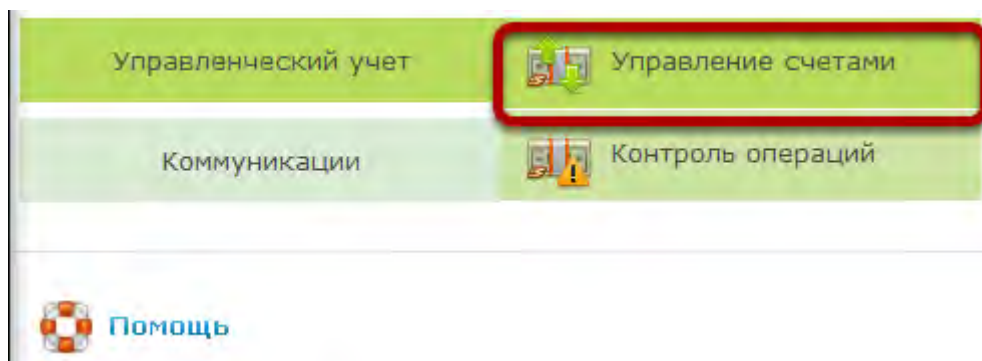 Управленческий учет
Управление счетами
Коммуникации
Контроль операций
Помощь